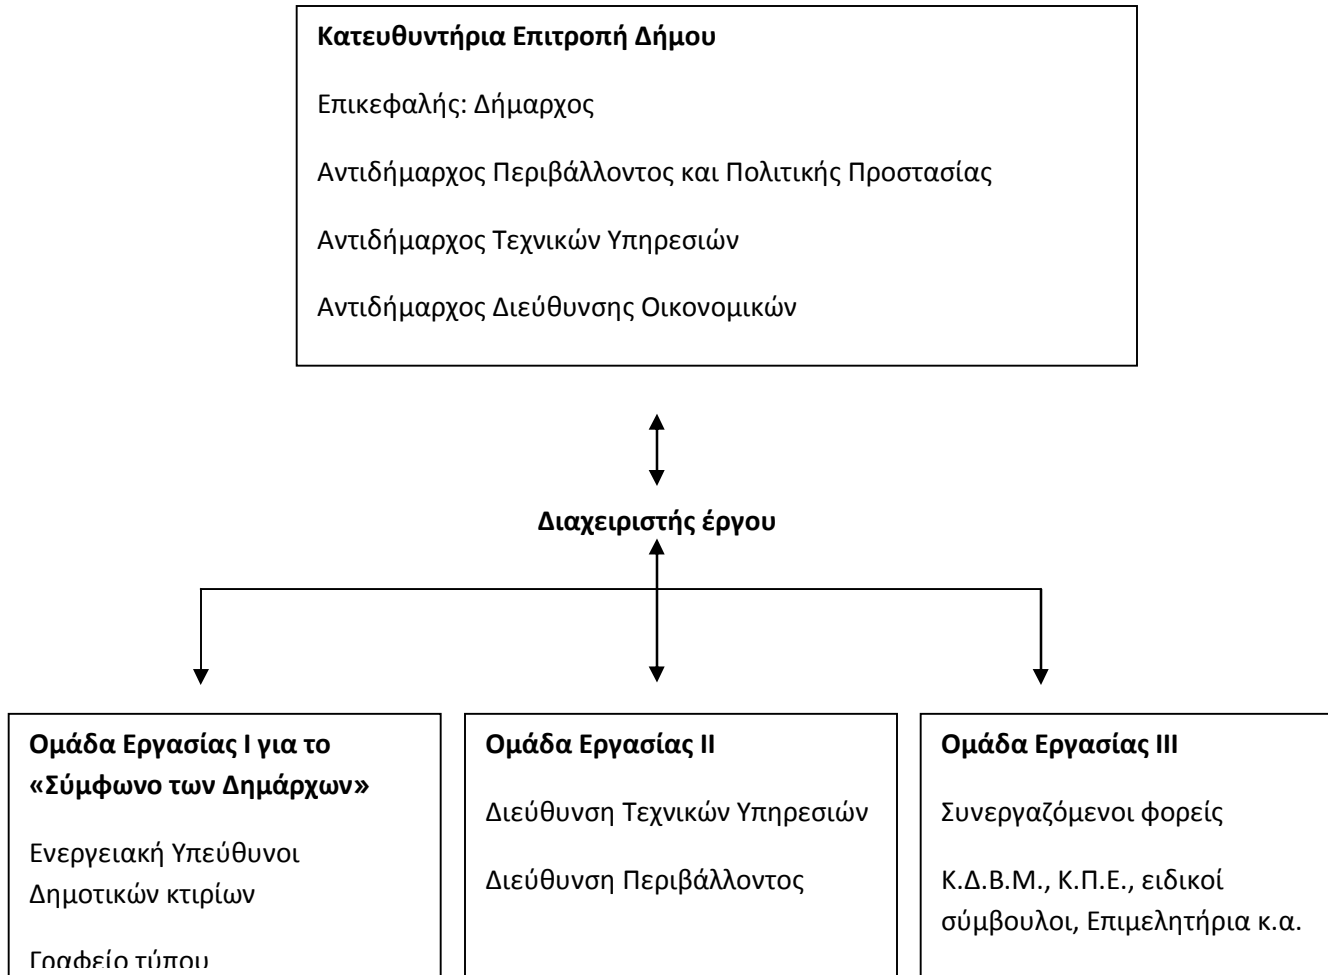 Κατευθυντήρια Επιτροπή Δήμου
Επικεφαλής: Δήμαρχος
Αντιδήμαρχος Περιβάλλοντος και Πολιτικής Προστασίας
Αντιδήμαρχος Τεχνικών Υπηρεσιών
Αντιδήμαρχος Διεύθυνσης Οικονομικών
Διαχειριστής έργου
Ομάδα Εργασίας Ι για το
«Σύμφωνο των Δημάρχων»
Ενεργειακή Υπεύθυνοι
Δημοτικών κτιρίων
Γραφείο τύπου
Ομάδα Εργασίας ΙΙ
Διεύθυνση Τεχνικών Υπηρεσιών
Διεύθυνση Περιβάλλοντος
Ομάδα Εργασίας ΙΙΙ
Συνεργαζόμενοι φορείς
Κ.Δ.Β.Μ., Κ.Π.Ε., ειδικοί
σύμβουλοι, Επιμελητήρια κ.α.